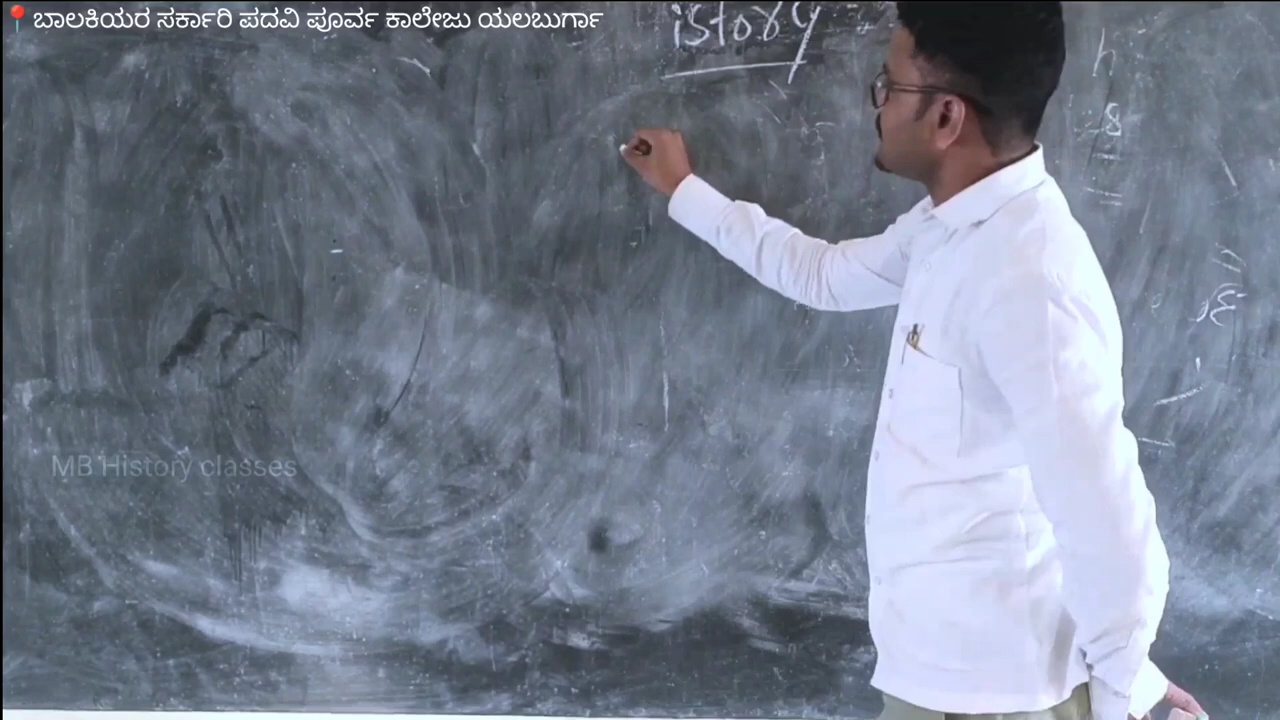 ಬಾಲಕಿಯರ ಸರ್ಕಾರಿ ಪದವಿ ಪೂರ್ವ ಕಾಲೇಜು ಯಲಬುರ್ಗಾ
istory
MB History classes